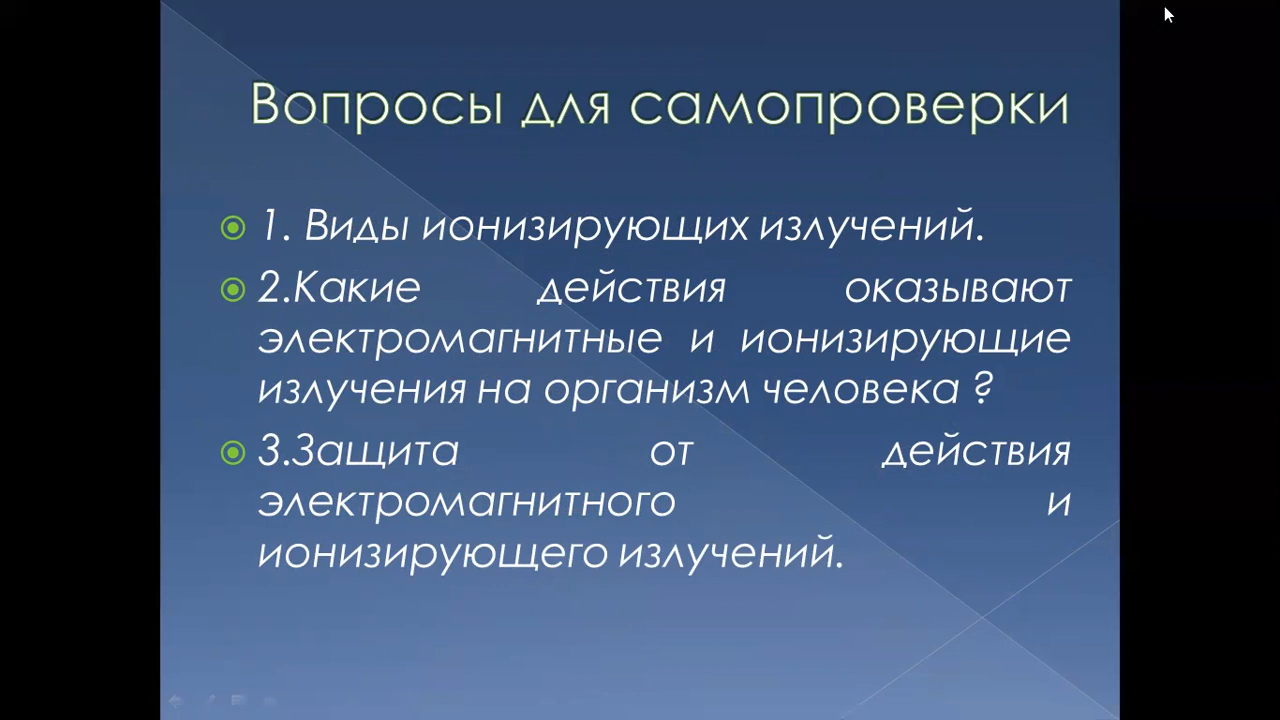 Вопросы для самопроверки
1. Виды ионизирующих излучений.
2.Какие действия оказывают
электромагнитные и ионизирующие
излучения на организм человека ?
3.Защита от действия
электромагнитного и
ионизирующего излучений.